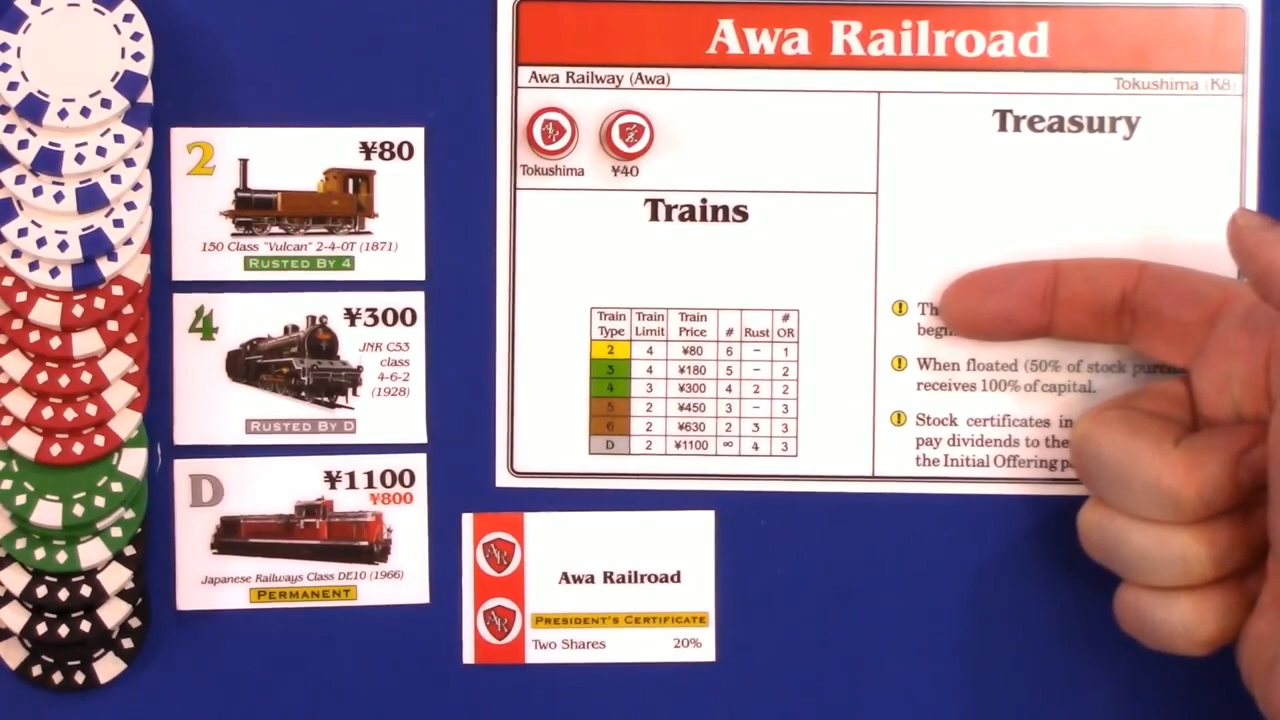 Awa Railroad
Awa Railway (Awa)
Tokushima (K8)
Tokushima
¥40
Treasury
Trains
Train Type Train Limit Train Price # Rust # OR
2 4 ¥80 6 – 1
3 4 ¥180 5 – 2
4 3 ¥300 4 2 2
5 2 ¥450 3 – 3
6 2 ¥630 2 3 3
D 2 ¥1100 ∞ 4 3
When floated (50% of stock
receives 100% of capital.
Stock certificates in
pay dividends to the
the Initial Offering
2 ¥80
150 Class "Vulcan" 2-4-0T (1871)
RUSTED BY 4
4 ¥300
JNR C53
class
4-6-2
(1928)
RUSTED BY D
D ¥1100
¥800
Japanese Railways Class DE10 (1966)
PERMANENT
AR
AR
Awa Railroad
PRESIDENT'S CERTIFICATE
Two Shares 20%